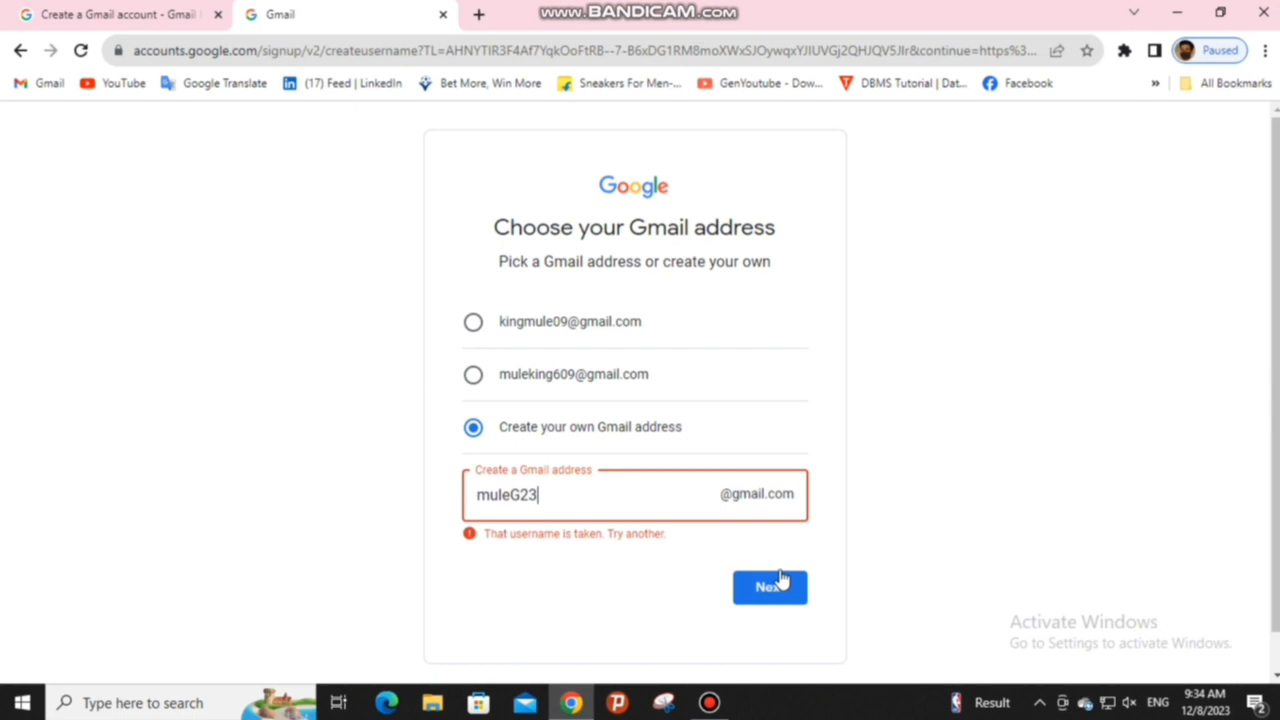 Create a Gmail account - Gmail
Gmail
www.BANDICAM.com
accounts.google.com/signup/v2/createusername?TL=AHNYTlR3F4Af7YqkOoFtRB--7-B6xDG1RM8moXWxSJOywqxYJIUVGj2QHJQV5JIr&continue=https%3...
Paused
Gmail
YouTube
Google Translate
(17) Feed | LinkedIn
Bet More, Win More
Sneakers For Men-...
GenYoutube - Dow...
DBMS Tutorial | Dat...
Facebook
»
All Bookmarks
Google
Choose your Gmail address
Pick a Gmail address or create your own
kingmule09@gmail.com
muleking609@gmail.com
Create your own Gmail address
Create a Gmail address
muleG23 @gmail.com
That username is taken. Try another.
Next
Activate Windows
Go to Settings to activate Windows.
Type here to search
Result
ENG
9:34 AM
12/8/2023
2